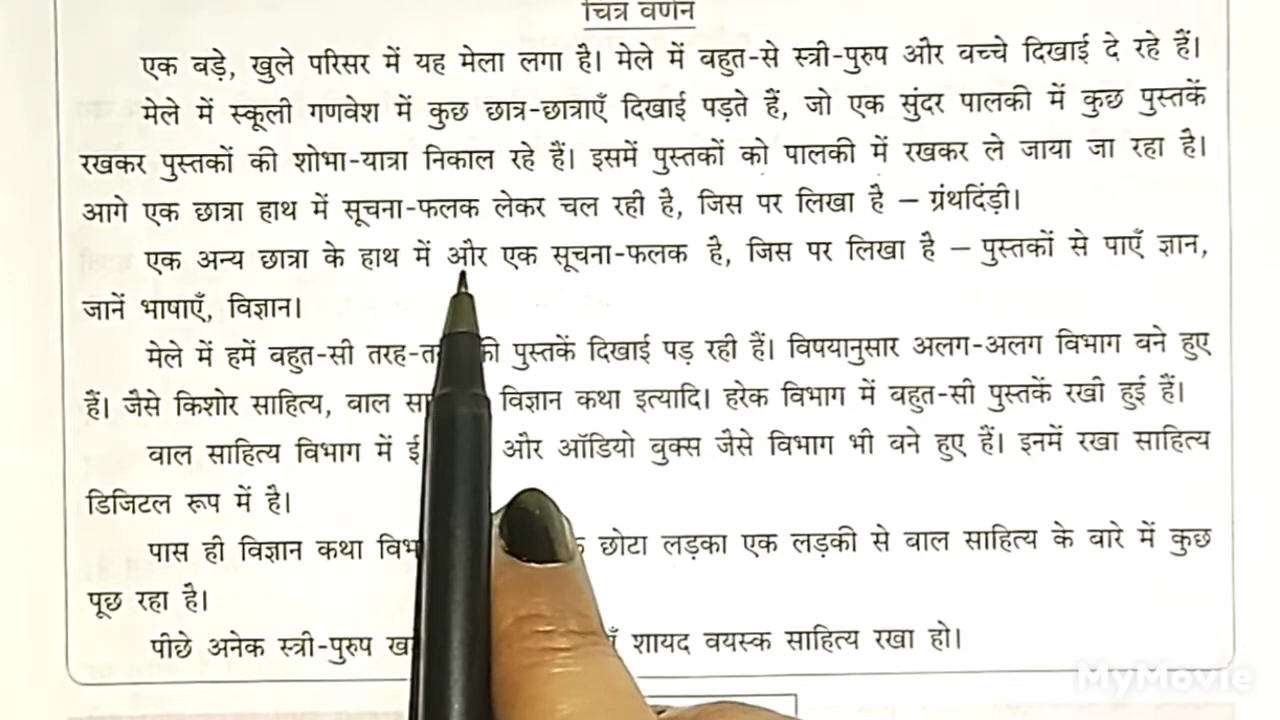 चित्र वर्णन
एक बड़े, खुले परिसर में यह मेला लगा है। मेले में बहुत-से स्त्री-पुरुष और बच्चे दिखाई दे रहे हैं।
मेले में स्कूली गणवेश में कुछ छात्र-छात्राएँ दिखाई पड़ते हैं, जो एक सुंदर पालकी में कुछ पुस्तकें
रखकर पुस्तकों की शोभा-यात्रा निकाल रहे हैं। इसमें पुस्तकों को पालकी में रखकर ले जाया जा रहा है।
आगे एक छात्रा हाथ में सूचना-फलक लेकर चल रही है, जिस पर लिखा है – ग्रंथदिंड़ी।
एक अन्य छात्रा के हाथ में और एक सूचना-फलक है, जिस पर लिखा है – पुस्तकों से पाएँ ज्ञान,
जानें भाषाएँ, विज्ञान।
मेले में हमें बहुत-सी पुस्तकें दिखाई पड़ रही हैं। विषयानुसार अलग-अलग विभाग बने हुए
हैं। जैसे किशोर साहित्य, बाल विज्ञान कथा इत्यादि। हरेक विभाग में बहुत-सी पुस्तकें रखी हुई हैं।
बाल साहित्य विभाग में और ऑडियो बुक्स जैसे विभाग भी बने हुए हैं। इनमें रखा साहित्य
डिजिटल रूप में है।
पास ही विज्ञान कथा छोटा लड़का एक लड़की से बाल साहित्य के बारे में कुछ
पूछ रहा है।
पीछे अनेक स्त्री-पुरुष शायद वयस्क साहित्य रखा हो।
MyMovie